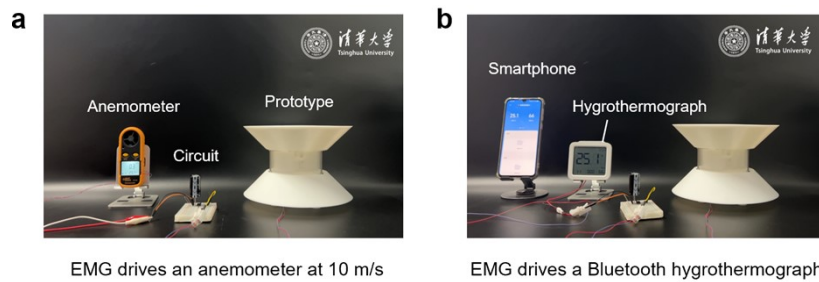 a
清華大学
Tsinghua University
Anemometer
Prototype
Circuit
EMG drives an anemometer at 10 m/s
b
清華大学
Tsinghua University
Smartphone
Hygrothermograph
25.1
EMG drives a Bluetooth hygrothermograph